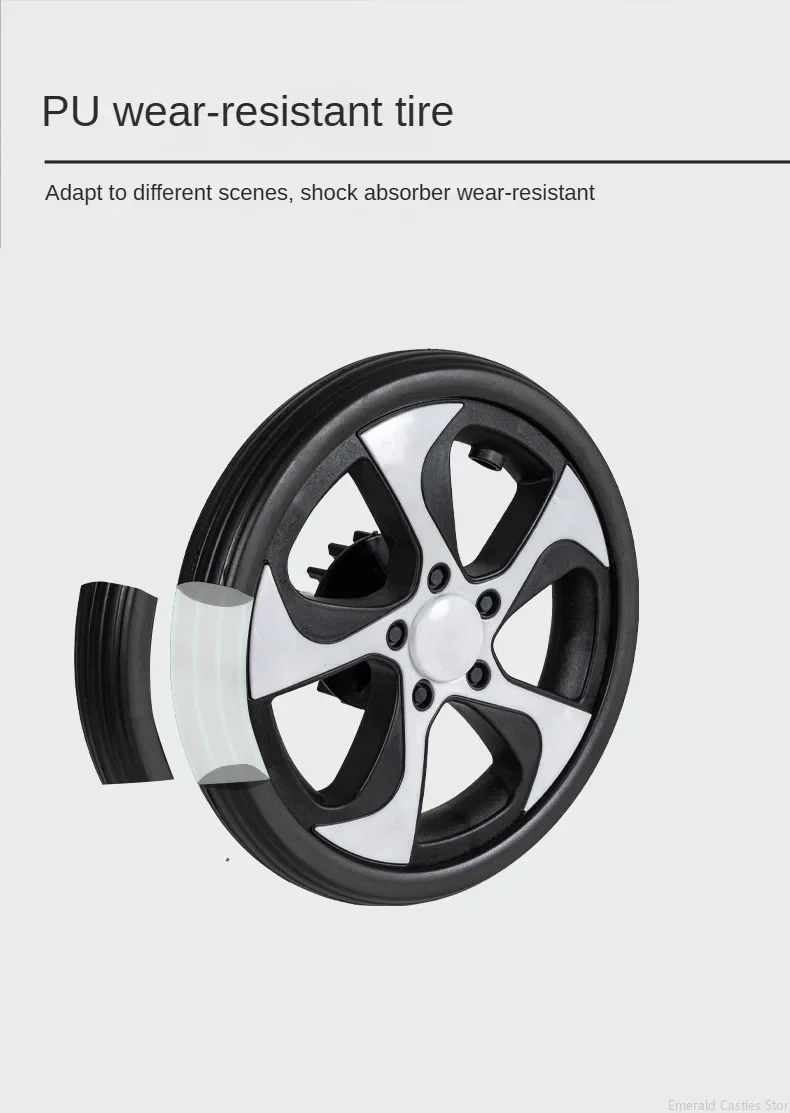 PU wear-resistant tire
Adapt to different scenes, shock absorber wear-resistant
Emerald Castles Stor